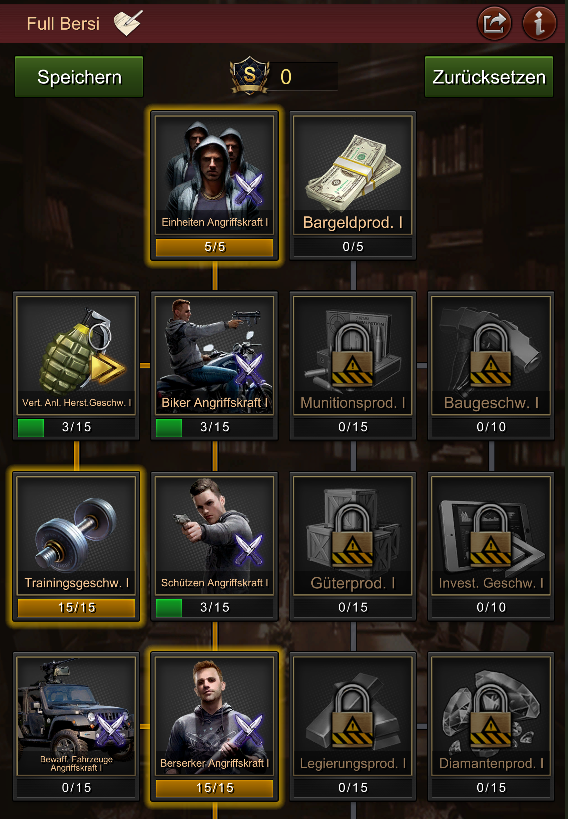 Full Bersi
Speichern
S
0
Zurücksetzen
Einheiten Angriffskraft I
5/5
Bargeldprod. I
0/5
Vert. Anl. Herst.Geschw. I
3/15
Biker Angriffskraft I
3/15
Munitionsprod. I
0/15
Baugeschw. I
0/10
Trainingsgeschw. I
15/15
Schützen Angriffskraft I
3/15
Güterprod. I
0/15
Invest. Geschw. I
0/10
Bewaff. Fahrzeuge
Angriffskraft I
0/15
Berserker Angriffskraft I
15/15
Legierungsprod. I
0/15
Diamantenprod. I
0/15